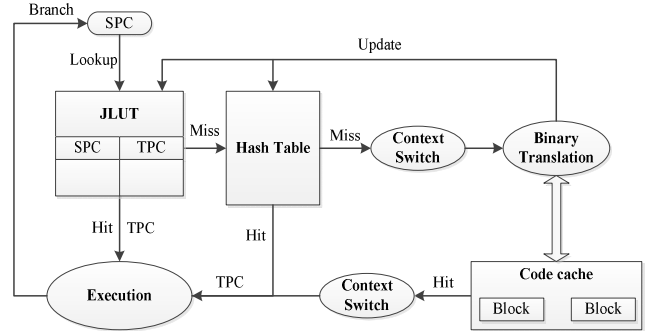 Branch
SPC
Update
Lookup
JLUT
SPC
TPC
Miss
Hash Table
Miss
Context
Switch
Binary
Translation
Hit
TPC
Hit
Execution
TPC
Context
Switch
Hit
Code cache
Block
Block